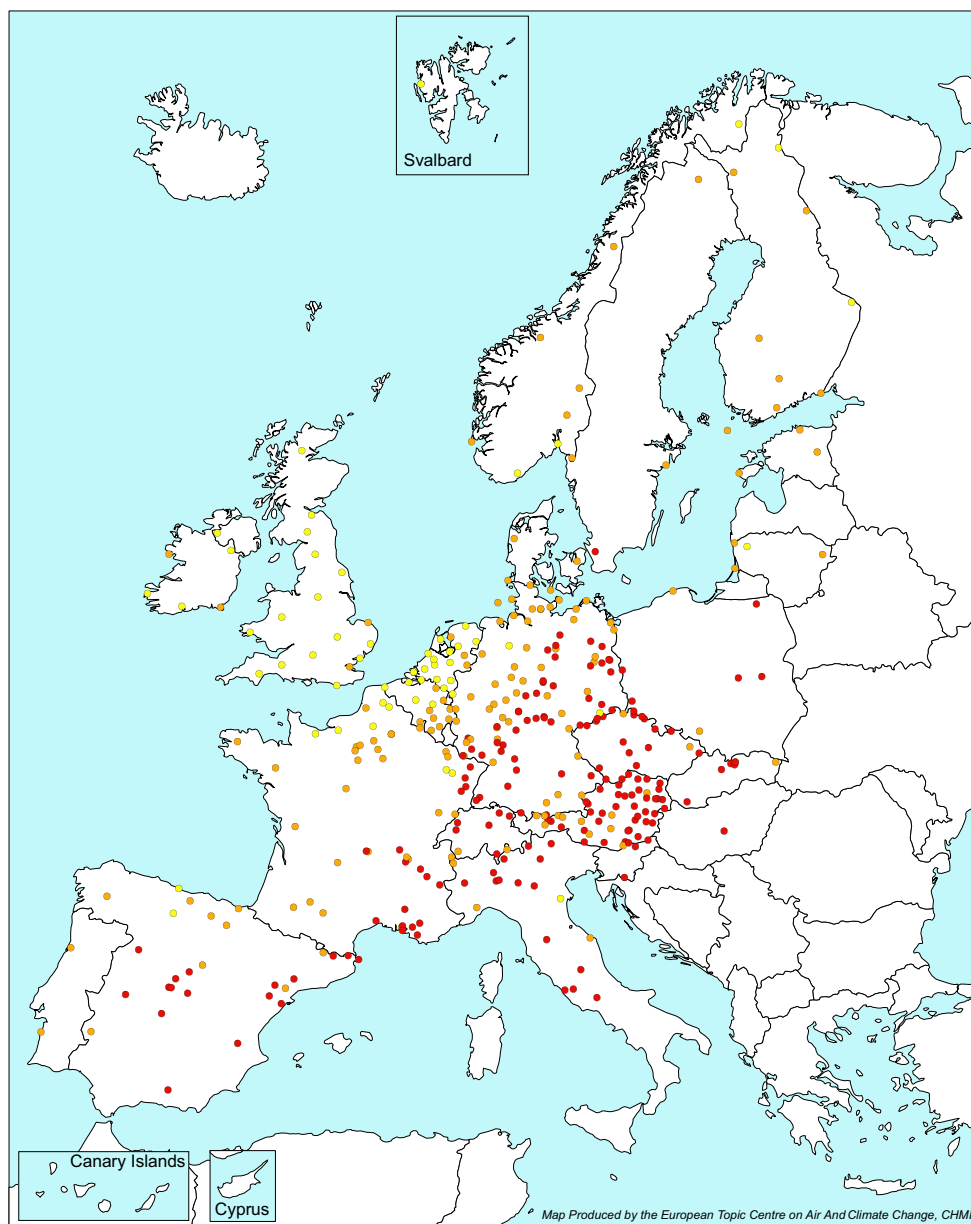 Svalbard
Canary Islands
Cyprus
Map Produced by the European Topic Centre on Air And Climate Change, CHMI